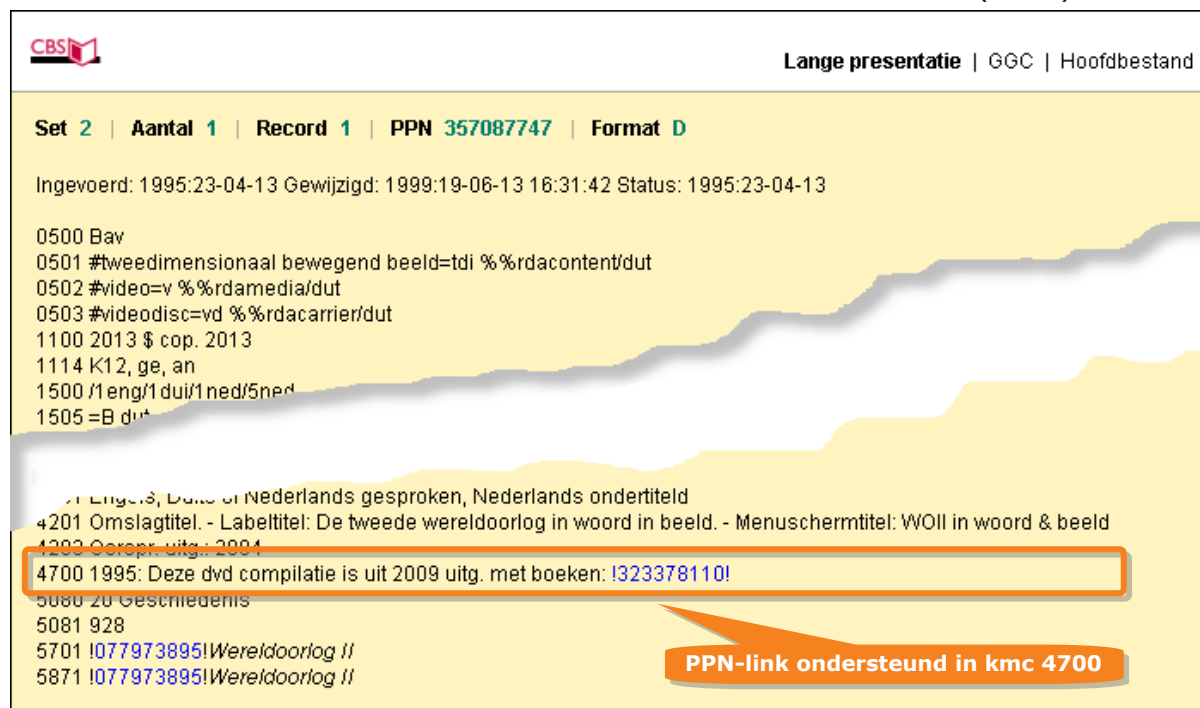 CBS
Lange presentatie | GGC | Hoofdbestand
Set 2 | Aantal 1 | Record 1 | PPN 357087747 | Format D
Ingevoerd: 1995:23-04-13 Gewijzigd: 1999:19-06-13 16:31:42 Status: 1995:23-04-13
0500 Bav
0501 #tweedimensionaal bewegend beeld=tdi %%rdacontent/dut
0502 #video=v %%rdamedia/dut
0503 #videodisc=vd %%rdacarrier/dut
1100 2013 $ cop. 2013
1114 K12, ge, an
1500 /1eng/1dui/1ned/5ned
1505 =B dut
Engels, Duits of Nederlands gesproken, Nederlands ondertiteld
4201 Omslagtitel. - Labeltitel: De tweede wereldoorlog in woord in beeld. - Menuschermtitel: WOII in woord & beeld
4203 Oorspr. uitg.: 2004
4700 1995: Deze dvd compilatie is uit 2009 uitg. met boeken: !323378110!
5080 20 Geschiedenis
5081 928
5701 !077973895!Wereldoorlog II
5871 !077973895!Wereldoorlog II
PPN-link ondersteund in kmc 4700